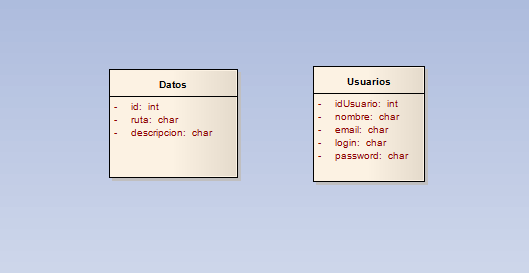 Datos
- id: int
- ruta: char
- descripcion: char
Usuarios
- idUsuario: int
- nombre: char
- email: char
- login: char
- password: char